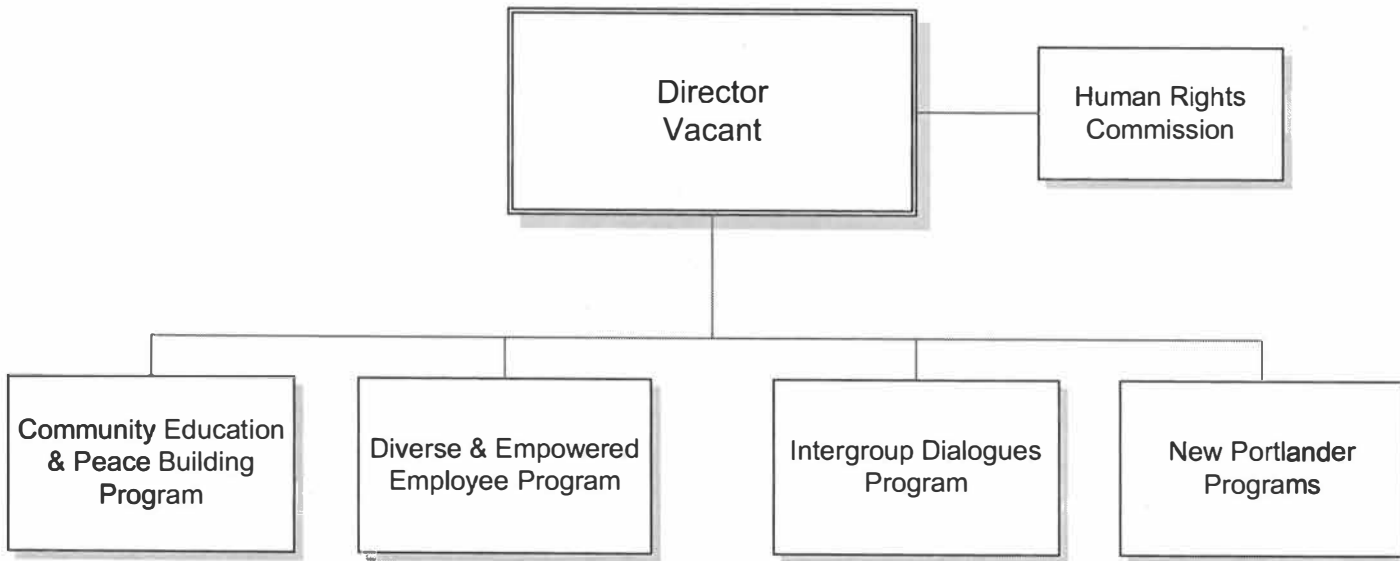 Director
Vacant
Human Rights
Commission
Community Education
& Peace Building
Program
Diverse & Empowered
Employee Program
Intergroup Dialogues
Program
New Portlander
Programs